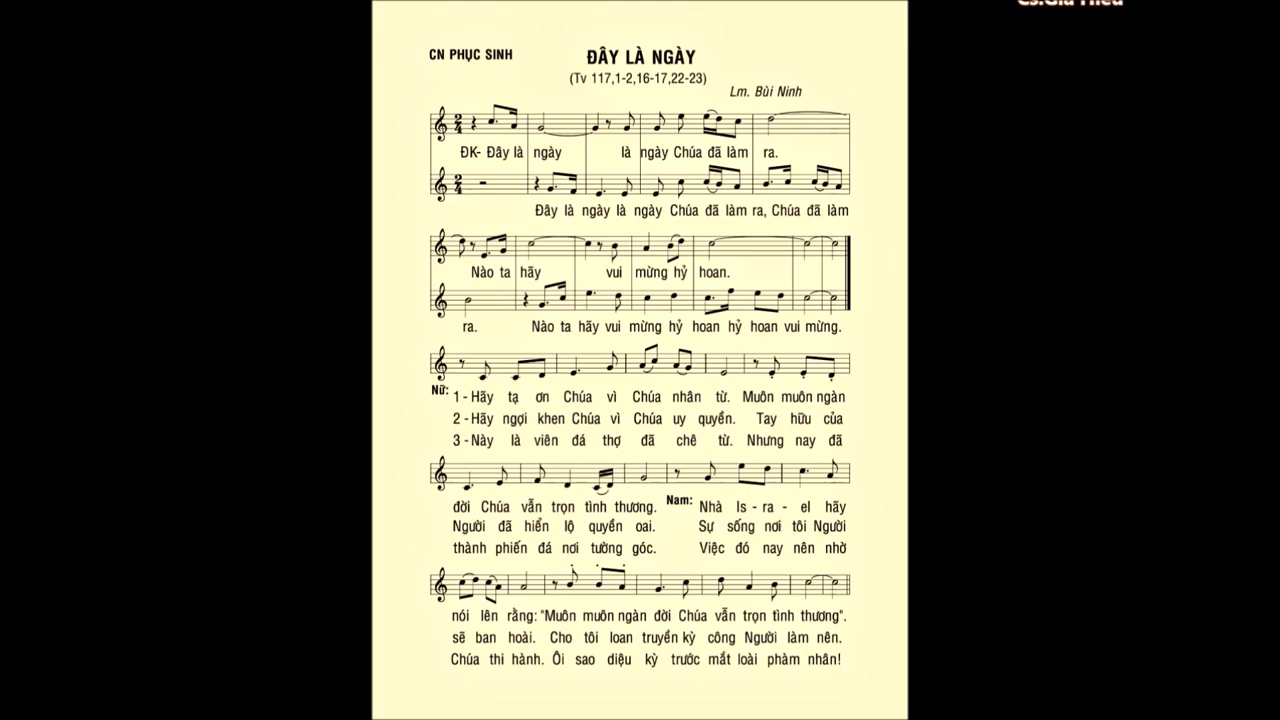 Cs.Gia Hiếu
CN PHỤC SINH
ĐÂY LÀ NGÀY
(Tv 117,1-2,16-17,22-23)
Lm. Bùi Ninh
ĐK- Đây là ngày là ngày Chúa đã làm ra.
Đây là ngày là ngày Chúa đã làm ra, Chúa đã làm
Nào ta hãy vui mừng hỷ hoan.
ra. Nào ta hãy vui mừng hỷ hoan hỷ hoan vui mừng.
Nữ: 1 - Hãy tạ ơn Chúa vì Chúa nhân từ. Muôn muôn ngàn
2 - Hãy ngợi khen Chúa vì Chúa uy quyền. Tay hữu của
3 - Này là viên đá thợ đã chê từ. Nhưng nay đã
đời Chúa vẫn trọn tình thương. Nam: Nhà Is - ra - el hãy
Người đã hiển lộ quyền oai. Sự sống nơi tôi Người
thành phiến đá nơi tường góc. Việc đó nay nên nhờ
nói lên rằng: "Muôn muôn ngàn đời Chúa vẫn trọn tình thương".
sẽ ban hoài. Cho tôi loan truyền kỳ công Người làm nên.
Chúa thi hành. Ôi sao diệu kỳ trước mắt loài phàm nhân!